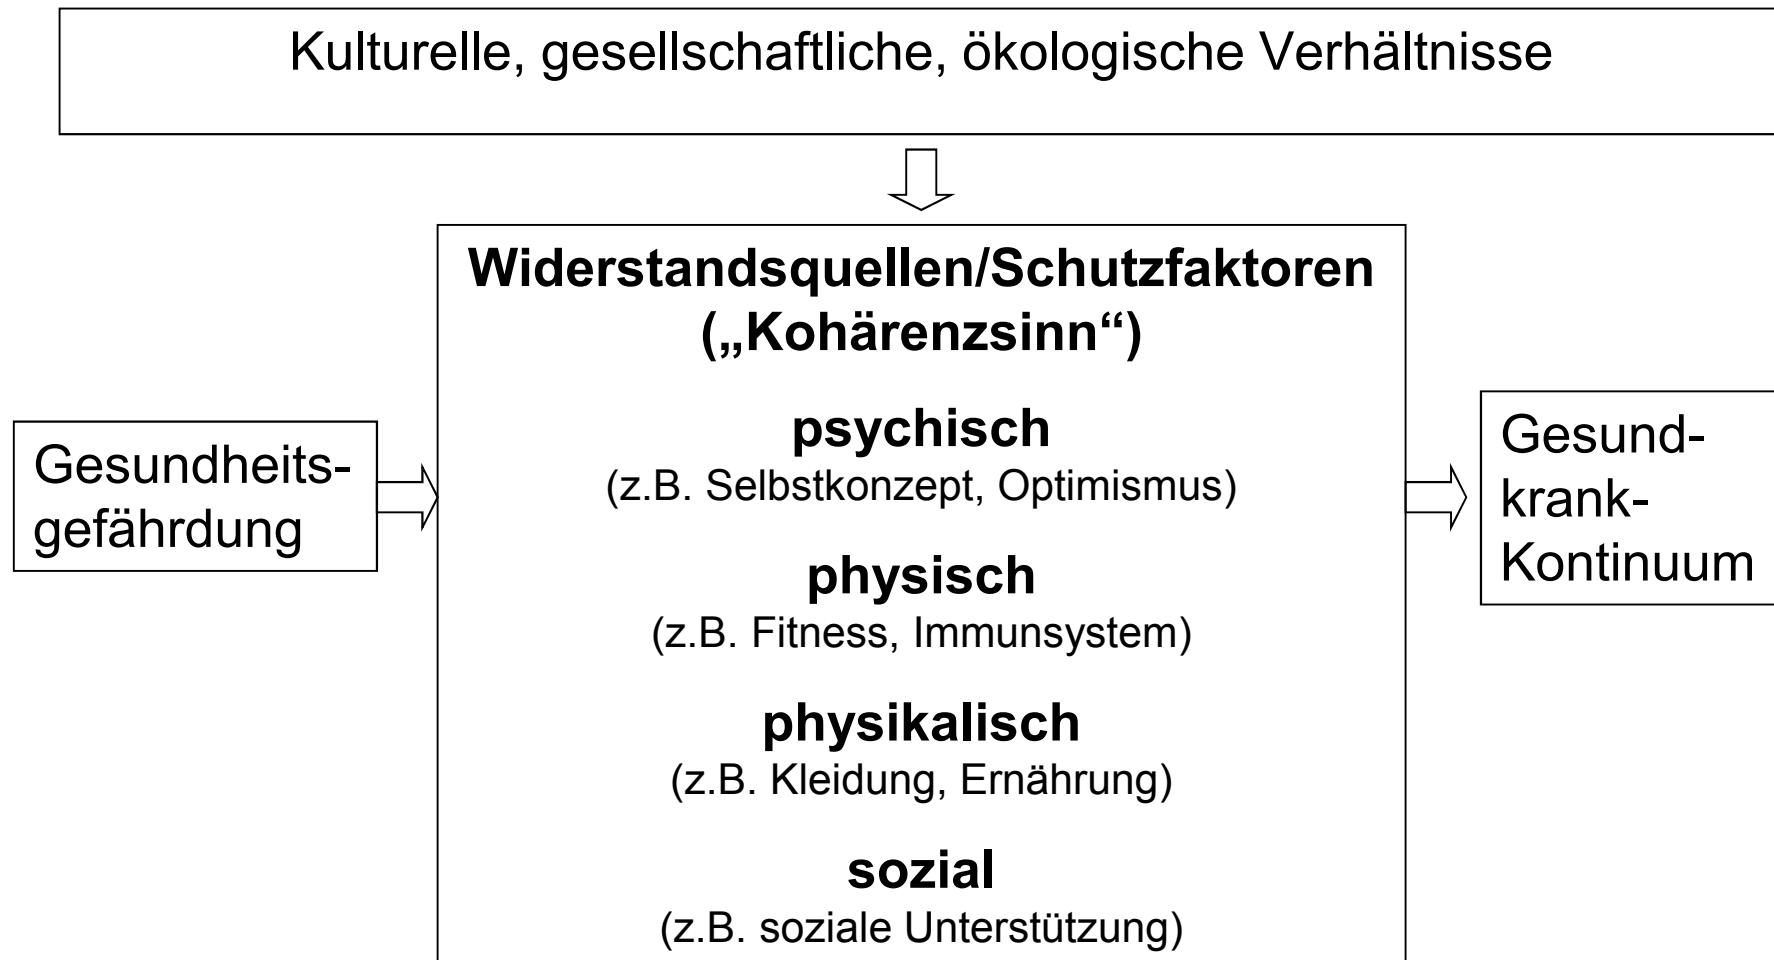 Kulturelle, gesellschaftliche, ökologische Verhältnisse
Widerstandsquellen/Schutzfaktoren
(„Kohärenzsinn“)
psychisch
(z.B. Selbstkonzept, Optimismus)
physisch
(z.B. Fitness, Immunsystem)
physikalisch
(z.B. Kleidung, Ernährung)
sozial
(z.B. soziale Unterstützung)
Gesundheits-
gefährdung
Gesund-
krank-
Kontinuum